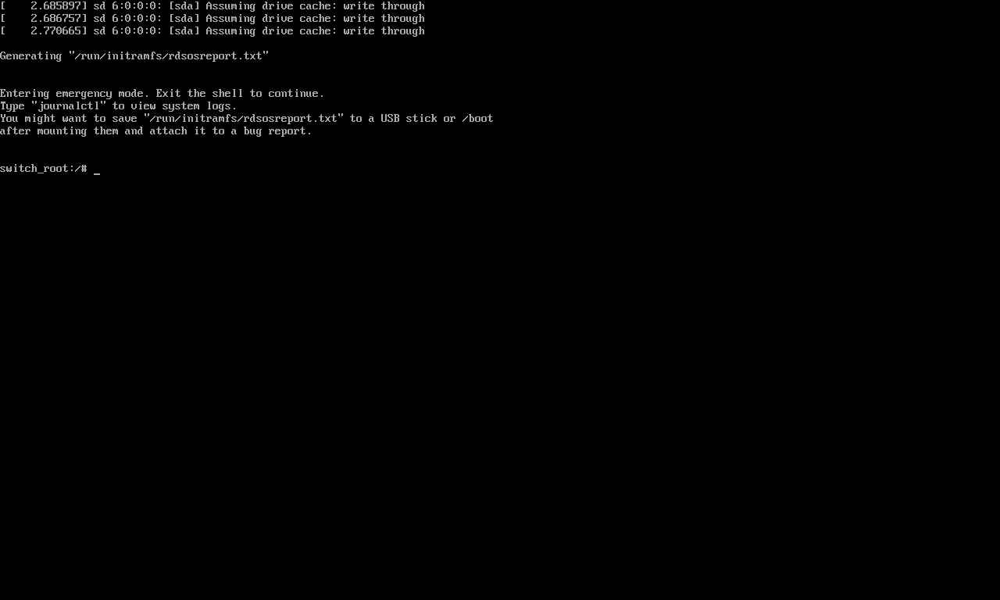 [    2.685897] sd 6:0:0:0: [sda] Assuming drive cache: write through
[    2.686757] sd 6:0:0:0: [sda] Assuming drive cache: write through
[    2.770665] sd 6:0:0:0: [sda] Assuming drive cache: write through
Generating "/run/initramfs/rdsosreport.txt"
Entering emergency mode. Exit the shell to continue.
Type "journalctl" to view system logs.
You might want to save "/run/initramfs/rdsosreport.txt" to a USB stick or /boot
after mounting them and attach it to a bug report.
switch_root:/# _